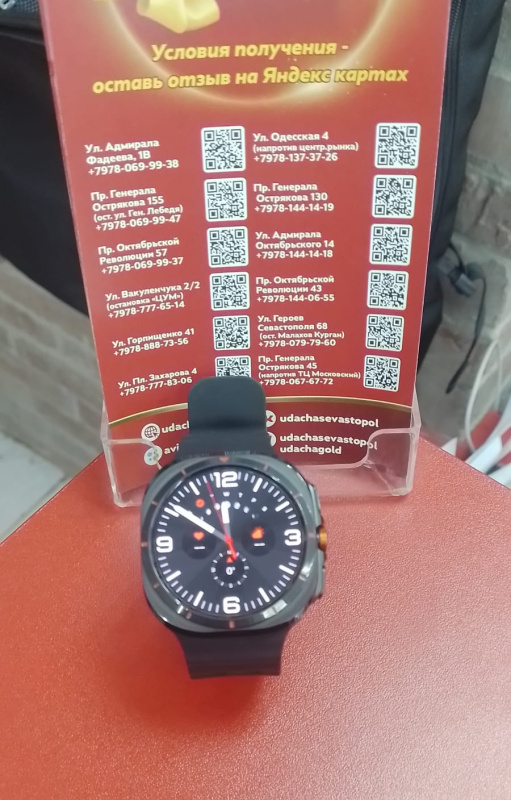 Условия получения -
оставь отзыв на Яндекс картах
Ул. Адмирала
Фадеева, 1В
+7978-069-99-38
Пр. Генерала
Острякова 155
(ост. ул. Ген. Лебедя)
+7978-069-99-47
Пр. Октябрьской
Революции 57
+7978-069-99-37
Ул. Вакуленчука 2/2
(остановка «ЦУМ»)
+7978-777-65-14
Ул. Горпищенко 41
+7978-888-73-56
Ул. Пл. Захарова 4
+7978-777-83-06
Ул. Одесская 4
(напротив центр.рынка)
+7978-137-37-26
Пр. Генерала
Острякова 130
+7978-144-14-19
Ул. Адмирала
Октябрьского 14
+7978-144-14-18
Пр. Октябрьской
Революции 43
+7978-144-06-55
Ул. Героев
Севастополя 68
(ост. Малахов Курган)
+7978-079-79-60
Пр. Генерала
Острякова 45
(напротив ТЦ Московский)
+7978-067-67-72
udachasevastopol
udachasevastopol
udachagold
12
9
3
0°
6